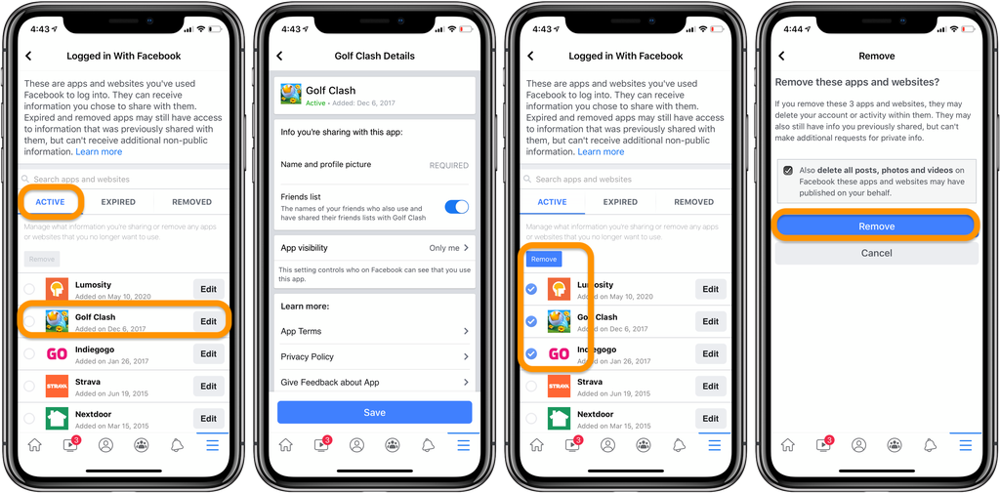 4:43
Logged in With Facebook
These are apps and websites you've used
Facebook to log into. They can receive
information you chose to share with them.
Expired and removed apps may still have access
to information that was previously shared with
them, but can't receive additional non-public
information. Learn more
Search apps and websites
ACTIVE EXPIRED REMOVED
Manage what information you're sharing or remove any apps
or websites that you no longer want to use.
Remove
Lumosity
Added on May 10, 2020
Edit
Golf Clash
Added on Dec 6, 2017
Edit
GO
Indiegogo
Added on Jan 26, 2017
Edit
STRAVA
Strava
Added on Jun 19, 2015
Edit
Nextdoor
Added on Mar 15, 2015
Edit
3
4:43
Golf Clash Details
Golf Clash
Active • Added: Dec 6, 2017
Info you're sharing with this app:
Name and profile picture REQUIRED
Friends list
The names of your friends who also use and
have shared their friends lists with Golf Clash
App visibility Only me
This setting controls who on Facebook can see that you use
this app.
Learn more:
App Terms
Privacy Policy
Give Feedback about App
Save
3
4:43
Logged in With Facebook
These are apps and websites you've used
Facebook to log into. They can receive
information you chose to share with them.
Expired and removed apps may still have access
to information that was previously shared with
them, but can't receive additional non-public
information. Learn more
Search apps and websites
ACTIVE EXPIRED REMOVED
Manage what information you're sharing or remove any apps
or websites that you no longer want to use.
Remove
Lumosity
Added on May 10, 2020
Edit
Golf Clash
Added on Dec 6, 2017
Edit
GO
Indiegogo
Added on Jan 26, 2017
Edit
STRAVA
Strava
Added on Jun 19, 2015
Edit
Nextdoor
Added on Mar 15, 2015
Edit
3
4:44
Remove
Remove these apps and websites?
If you remove these 3 apps and websites, they may
delete your account or activity within them. They may
also still have info you previously shared, but can't
make additional requests for private info.
Also delete all posts, photos and videos on
Facebook these apps and websites may have
published on your behalf.
Remove
Cancel
3